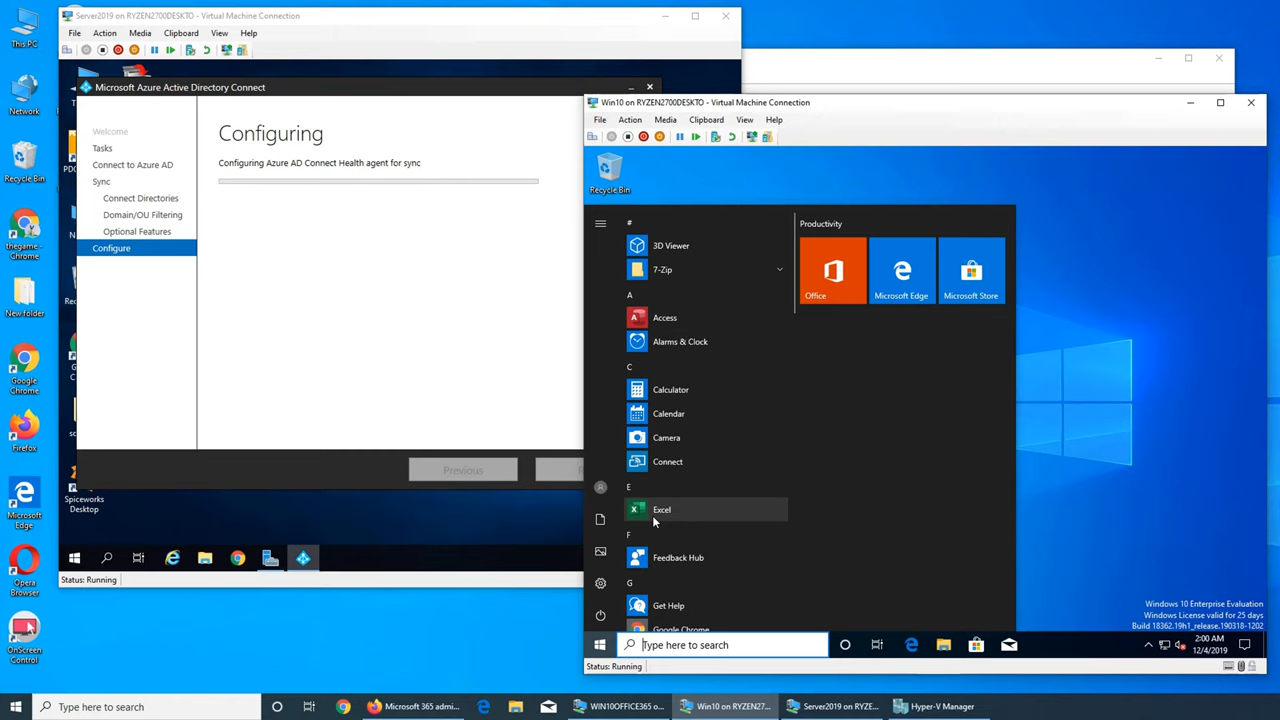 This PC
Network
Recycle Bin
thegame -
Chrome
New folder
Google
Chrome
Firefox
Microsoft
Edge
Opera
Browser
OnScreen
Control
Server2019 on RYZEN2700DESKTO - Virtual Machine Connection
File Action Media Clipboard View Help
Microsoft Azure Active Directory Connect
Welcome
Tasks
Connect to Azure AD
Sync
Connect Directories
Domain/OU Filtering
Optional Features
Configure
Configuring
Configuring Azure AD Connect Health agent for sync
Previous
Spiceworks
Desktop
Status: Running
Win10 on RYZEN2700DESKTO - Virtual Machine Connection
File Action Media Clipboard View Help
Recycle Bin
#
3D Viewer
7-Zip
A
Access
Alarms & Clock
C
Calculator
Calendar
Camera
Connect
E
Excel
F
Feedback Hub
G
Get Help
Google Chrome
Productivity
Office
Microsoft Edge
Microsoft Store
Windows 10 Enterprise Evaluation
Windows License valid for 25 days
Build 18362.19h1_release.190318-1202
Type here to search
2:00 AM
12/4/2019
Status: Running
Type here to search
Microsoft 365 admi...
WIN10OFFICE365 o...
Win10 on RYZEN27...
Server2019 on RYZE...
Hyper-V Manager